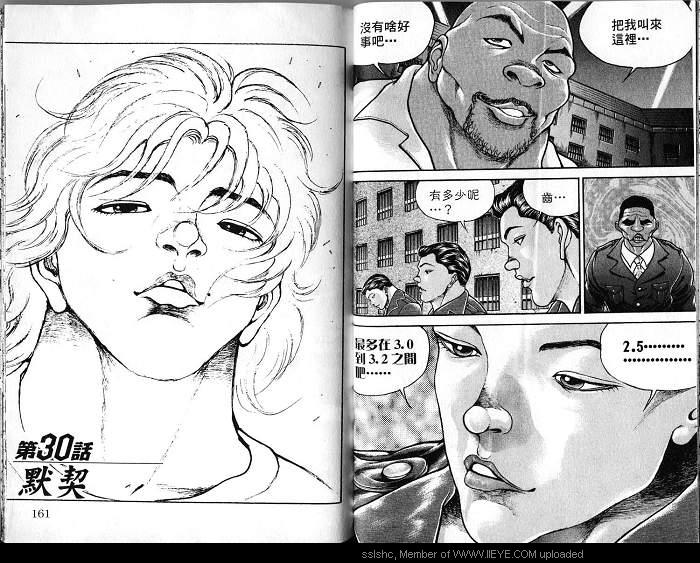 第30話
默契
161
把我叫來
這裡⋯
沒有啥好
事吧⋯
齒⋯
有多少呢
⋯？
2.5⋯⋯⋯
⋯⋯⋯⋯⋯
最多在 3.0
到 3.2 之間
吧⋯⋯
sslshc, Member of WWW.IIEYE.COM uploaded